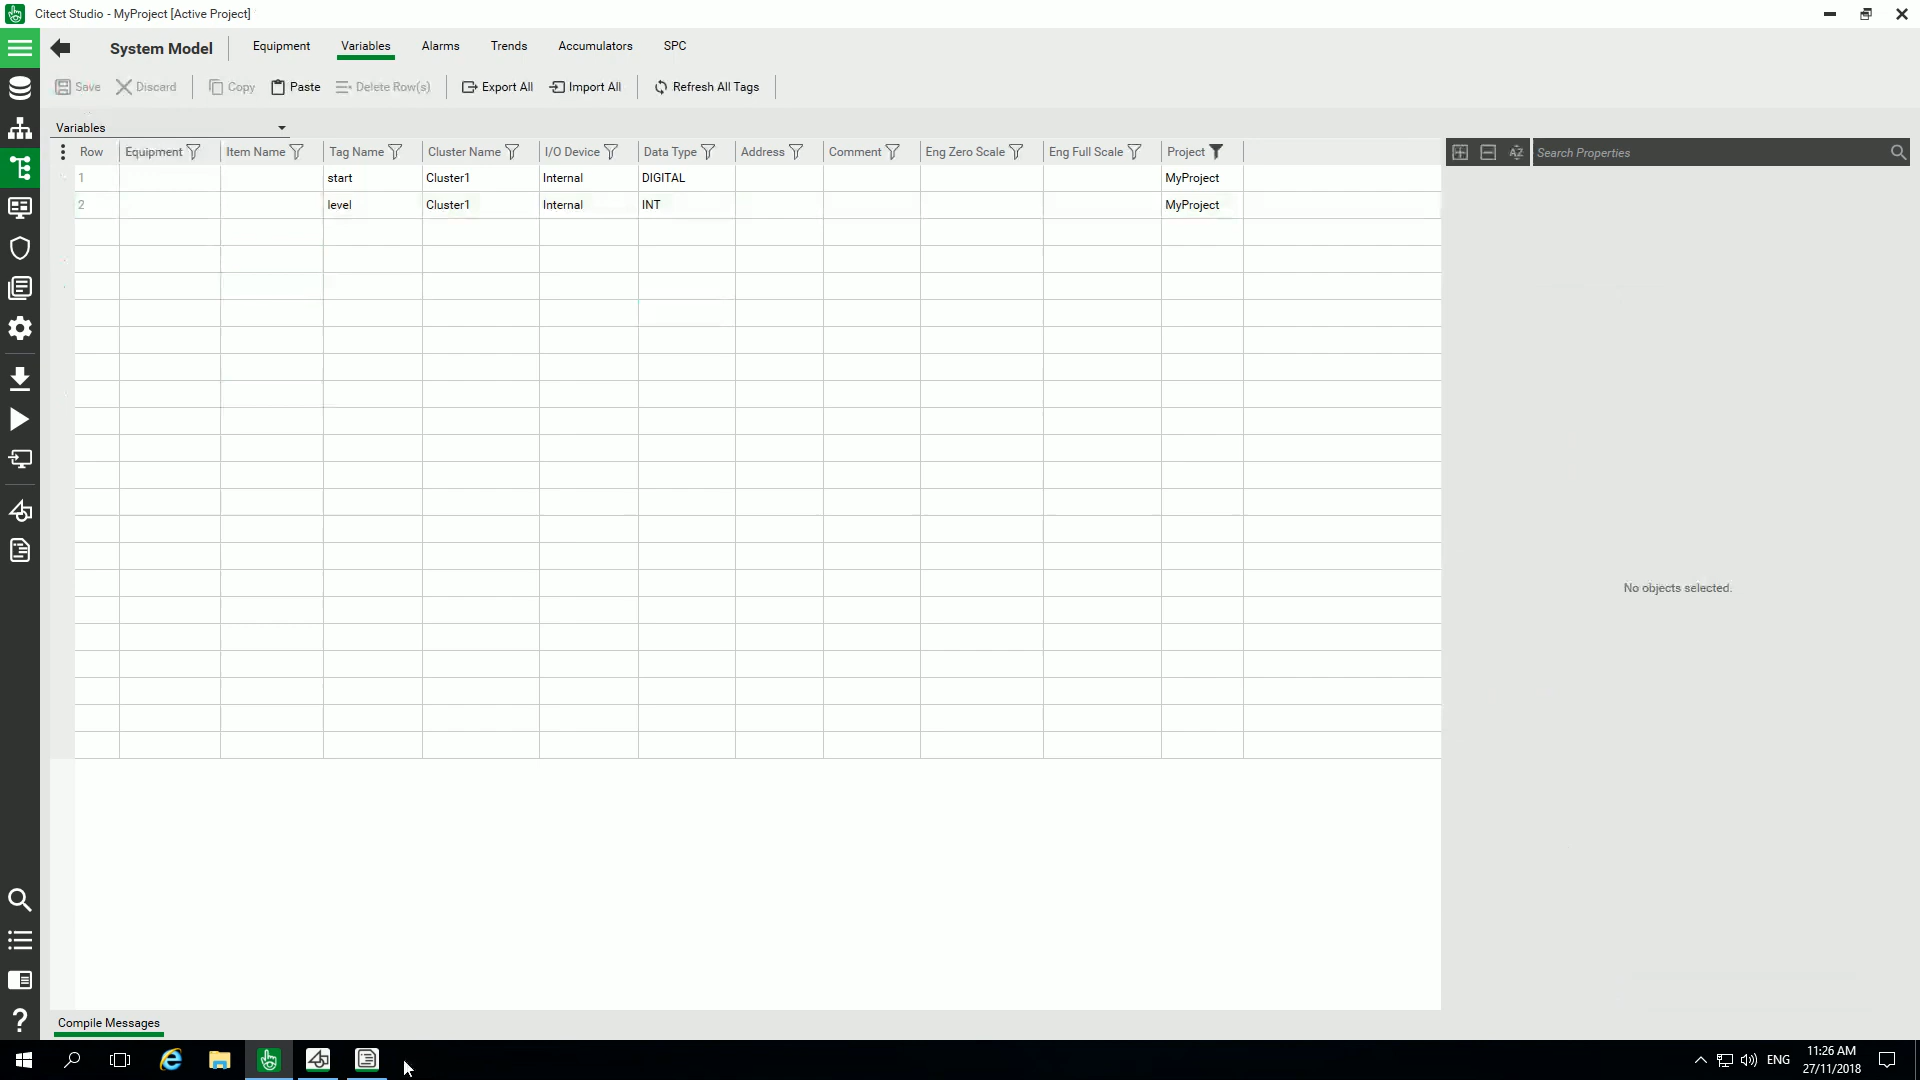 Citect Studio - MyProject [Active Project]
System Model
Equipment
Variables
Alarms
Trends
Accumulators
SPC
Save
Discard
Copy
Paste
Delete Row(s)
Export All
Import All
Refresh All Tags
Variables
Row Equipment Item Name Tag Name Cluster Name I/O Device Data Type Address Comment Eng Zero Scale Eng Full Scale Project
AZ Search Properties
1 start Cluster1 Internal DIGITAL MyProject
2 level Cluster1 Internal INT MyProject
No objects selected.
Compile Messages
ENG
11:26 AM
27/11/2018